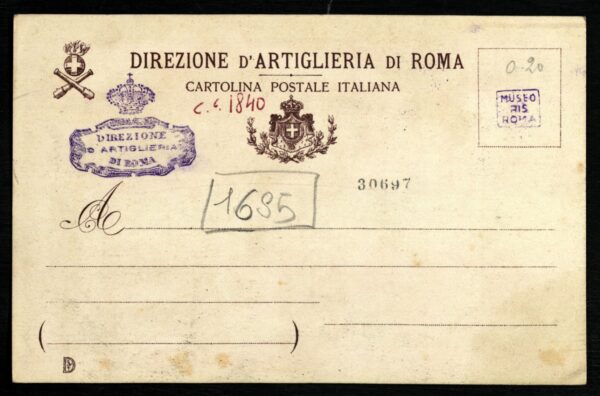 DIREZIONE D'ARTIGLIERIA DI ROMA
CARTOLINA POSTALE ITALIANA
c.c. 1840
0-20
MUSEO
RIS
ROMA
DIREZIONE
D'ARTIGLIERIA
DI ROMA
30697
1695
A
(
)
D